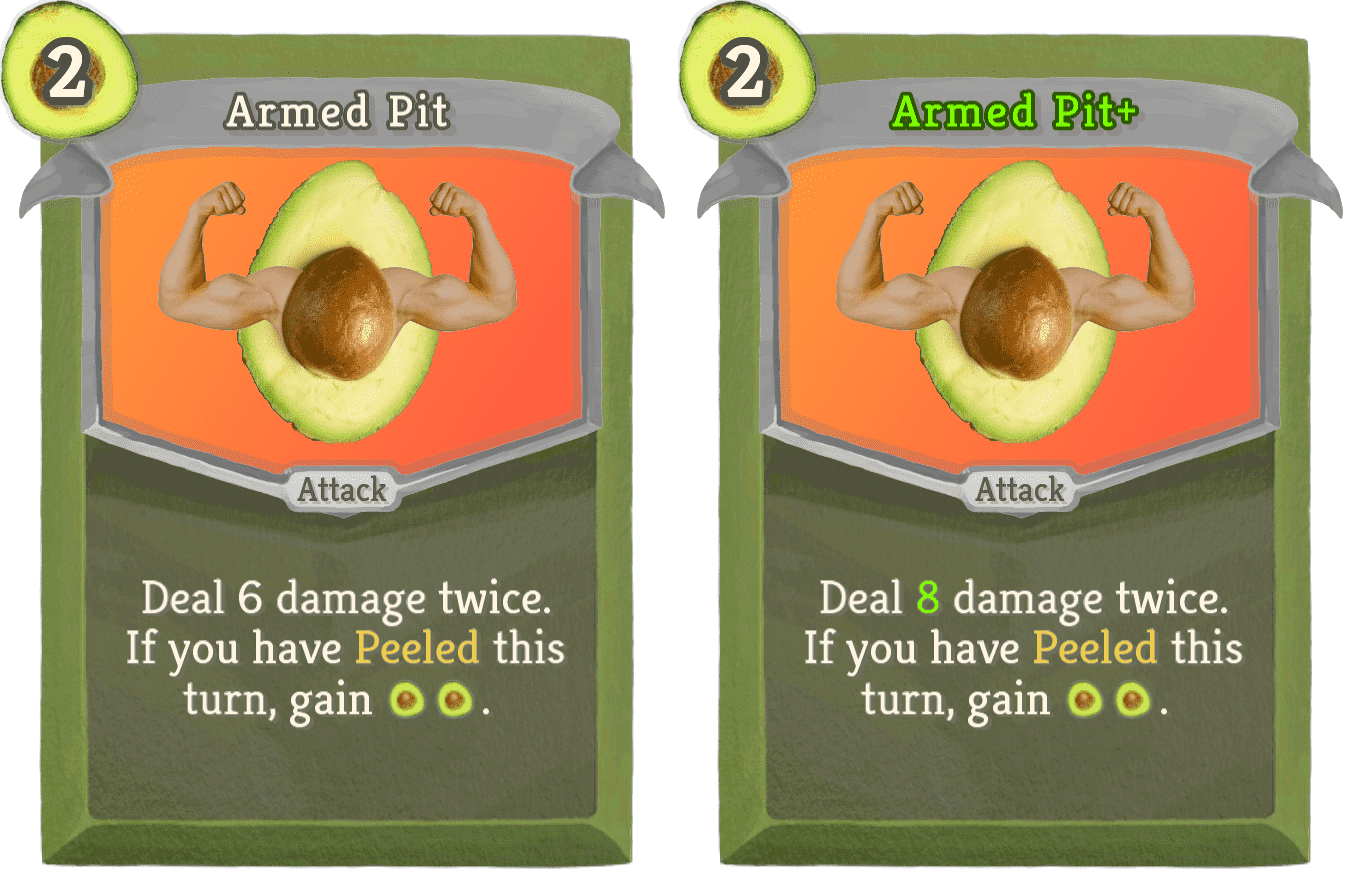 2
Armed Pit
Attack
Deal 6 damage twice.
If you have Peeled this
turn, gain .
2
Armed Pit+
Attack
Deal 8 damage twice.
If you have Peeled this
turn, gain .